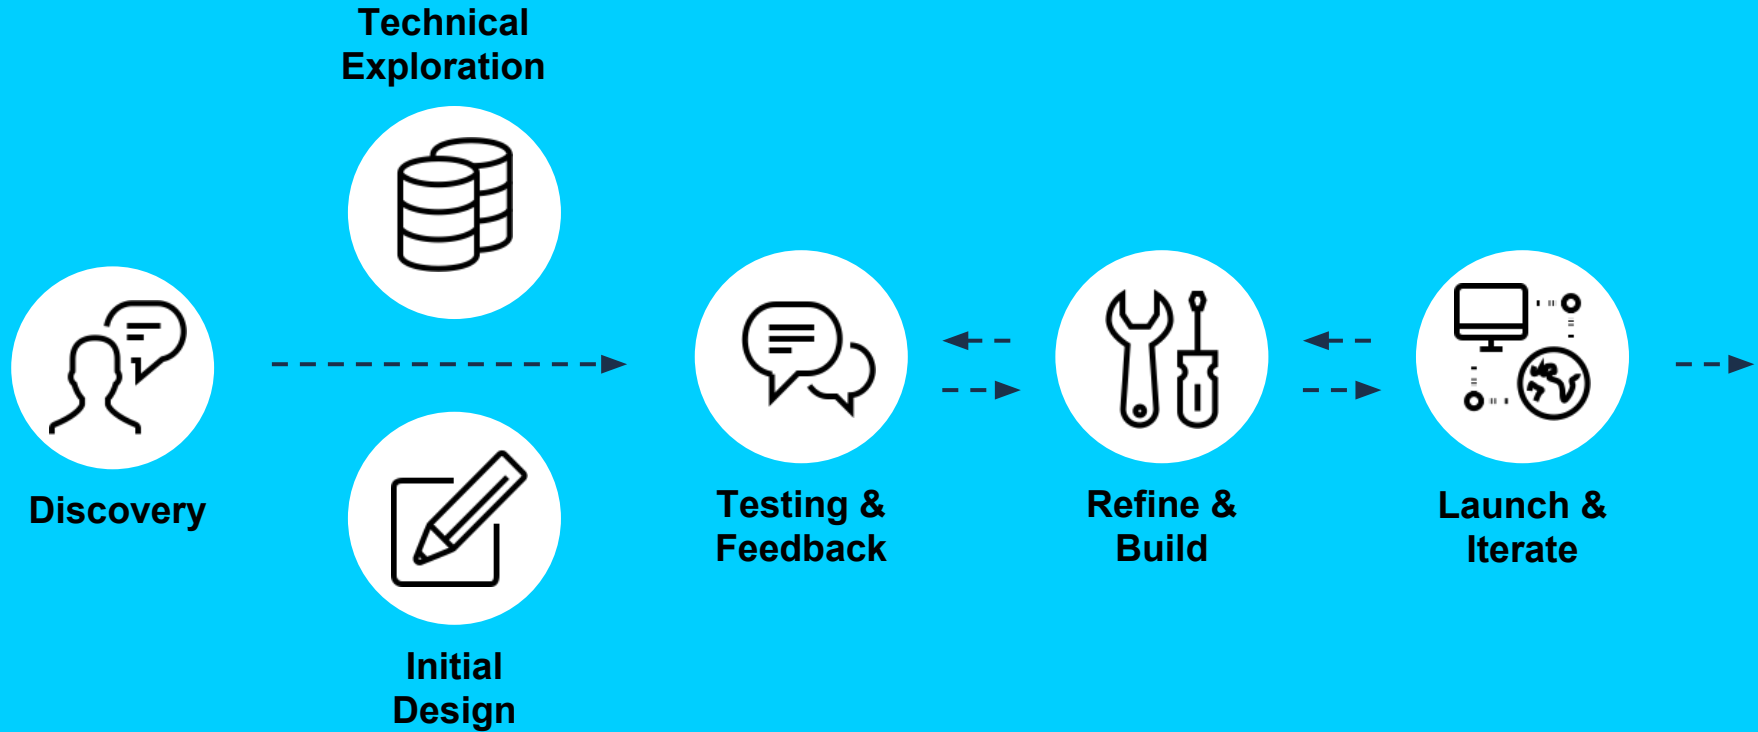 Technical
Exploration
Discovery
Initial
Design
Testing &
Feedback
Refine &
Build
Launch &
Iterate